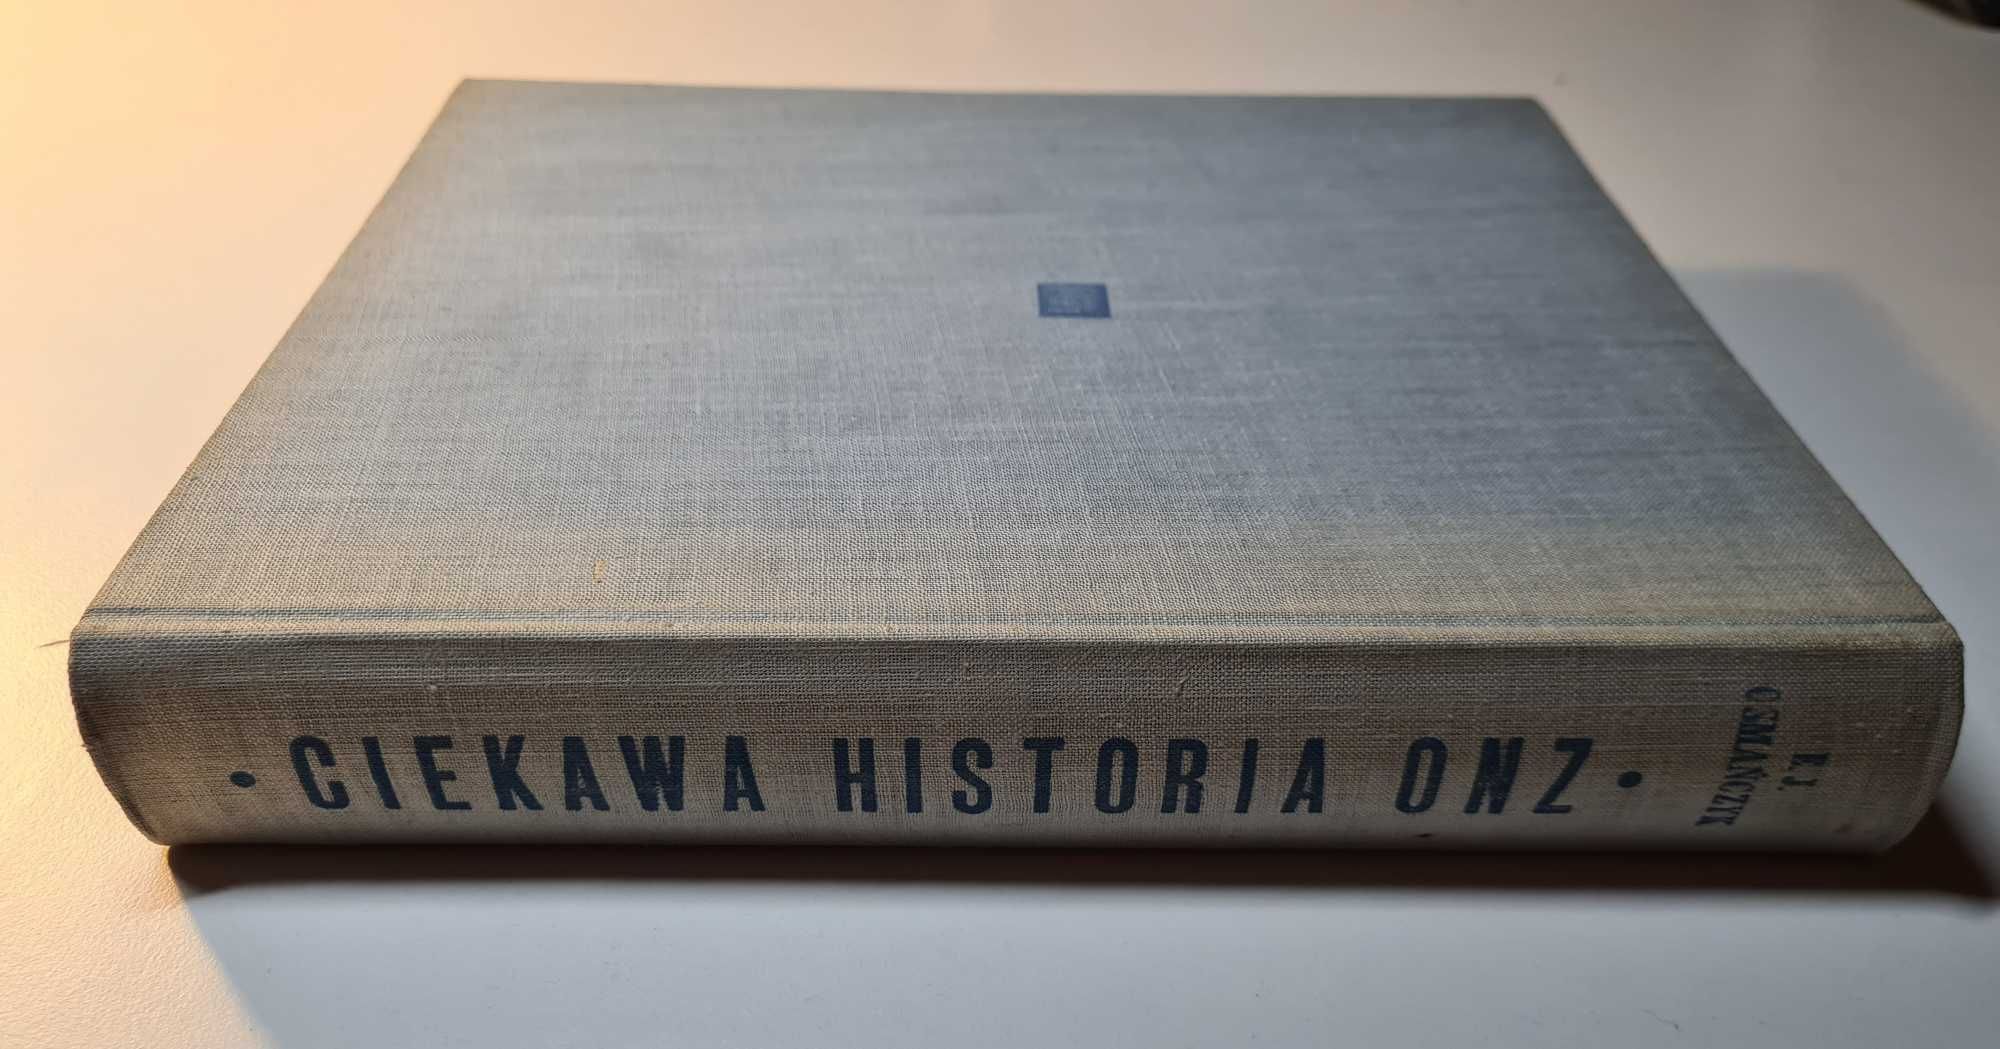 • CIEKAWA HISTORIA ONZ •
E.J.
OSMAŃCZYK